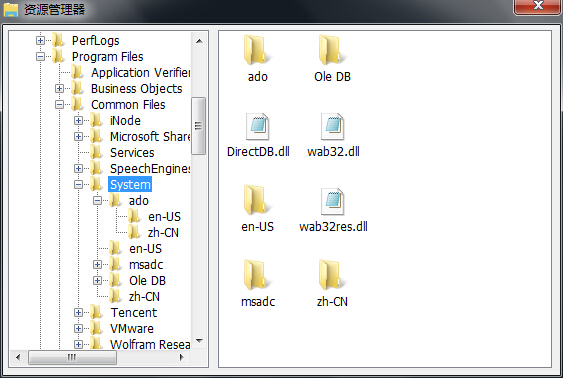 资源管理器
PerfLogs
Program Files
Application Verifie
Business Objects
Common Files
iNode
Microsoft Share
Services
SpeechEngines
System
ado
en-US
zh-CN
en-US
msadc
Ole DB
zh-CN
Tencent
VMware
Wolfram Resea
ado
Ole DB
DirectDB.dll
wab32.dll
en-US
wab32res.dll
msadc
zh-CN